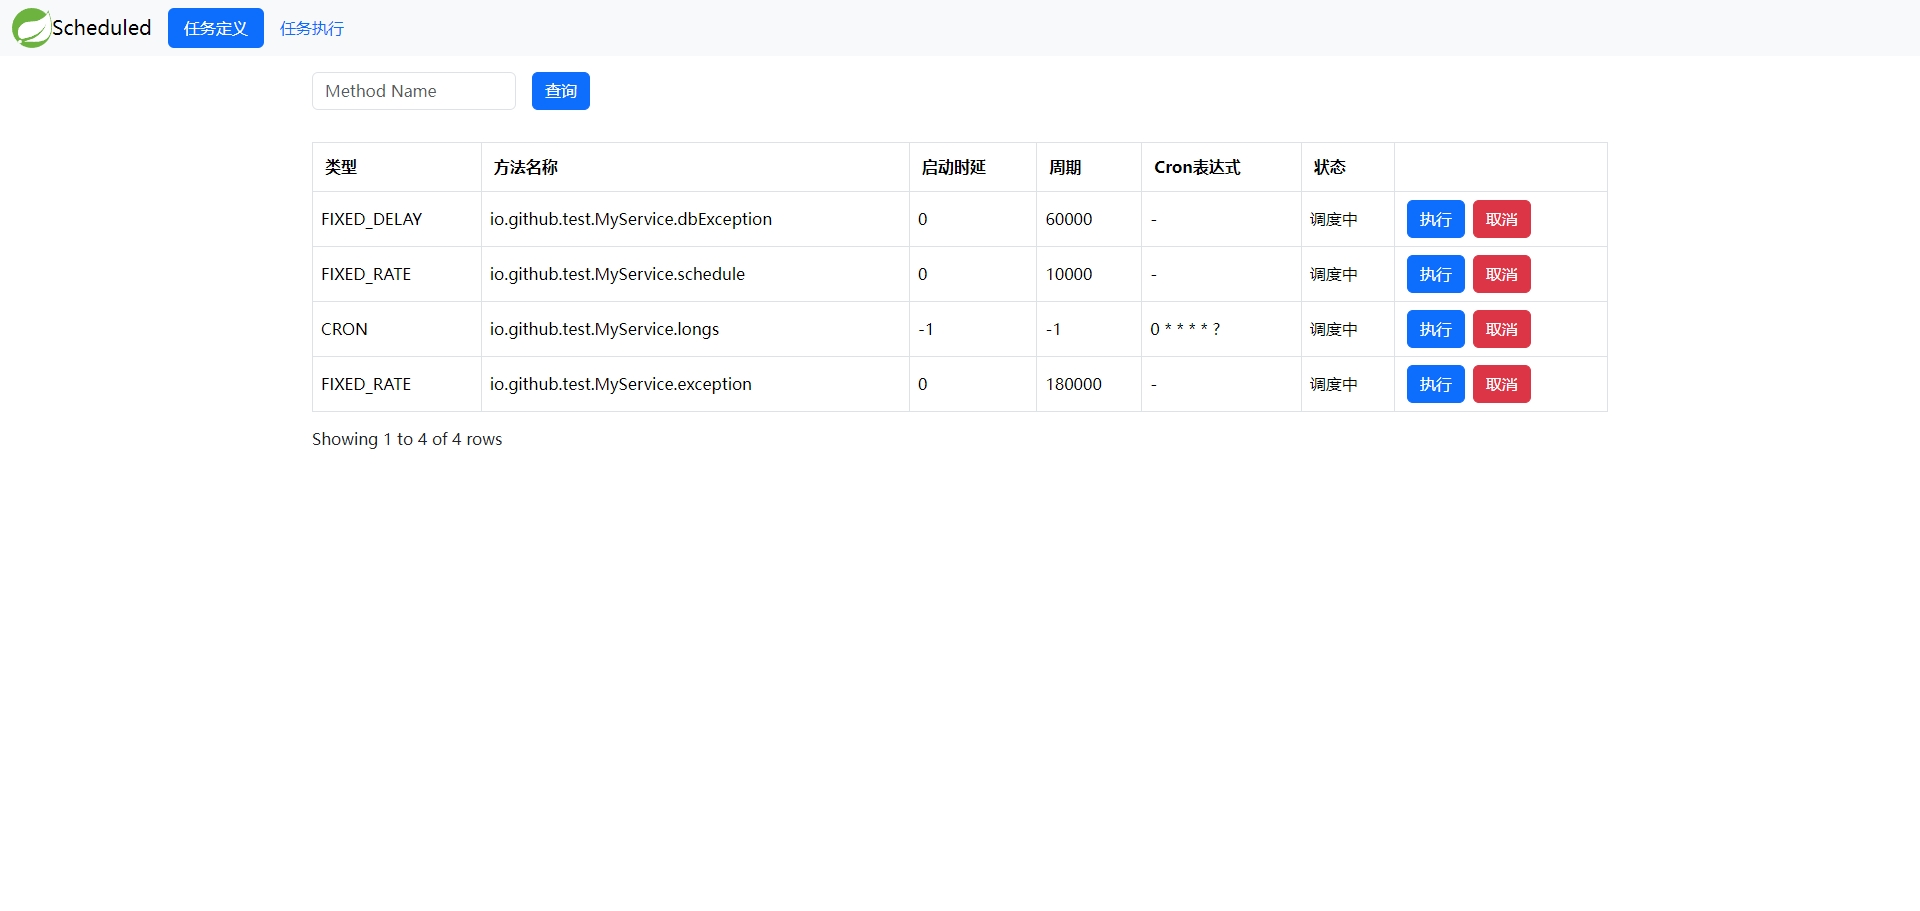 Scheduled 任务定义 任务执行
Method Name 查询
类型 方法名称 启动时延 周期 Cron表达式 状态
FIXED_DELAY io.github.test.MyService.dbException 0 60000 - 调度中 执行 取消
FIXED_RATE io.github.test.MyService.schedule 0 10000 - 调度中 执行 取消
CRON io.github.test.MyService.longs -1 -1 0 * * * * ? 调度中 执行 取消
FIXED_RATE io.github.test.MyService.exception 0 180000 - 调度中 执行 取消
Showing 1 to 4 of 4 rows